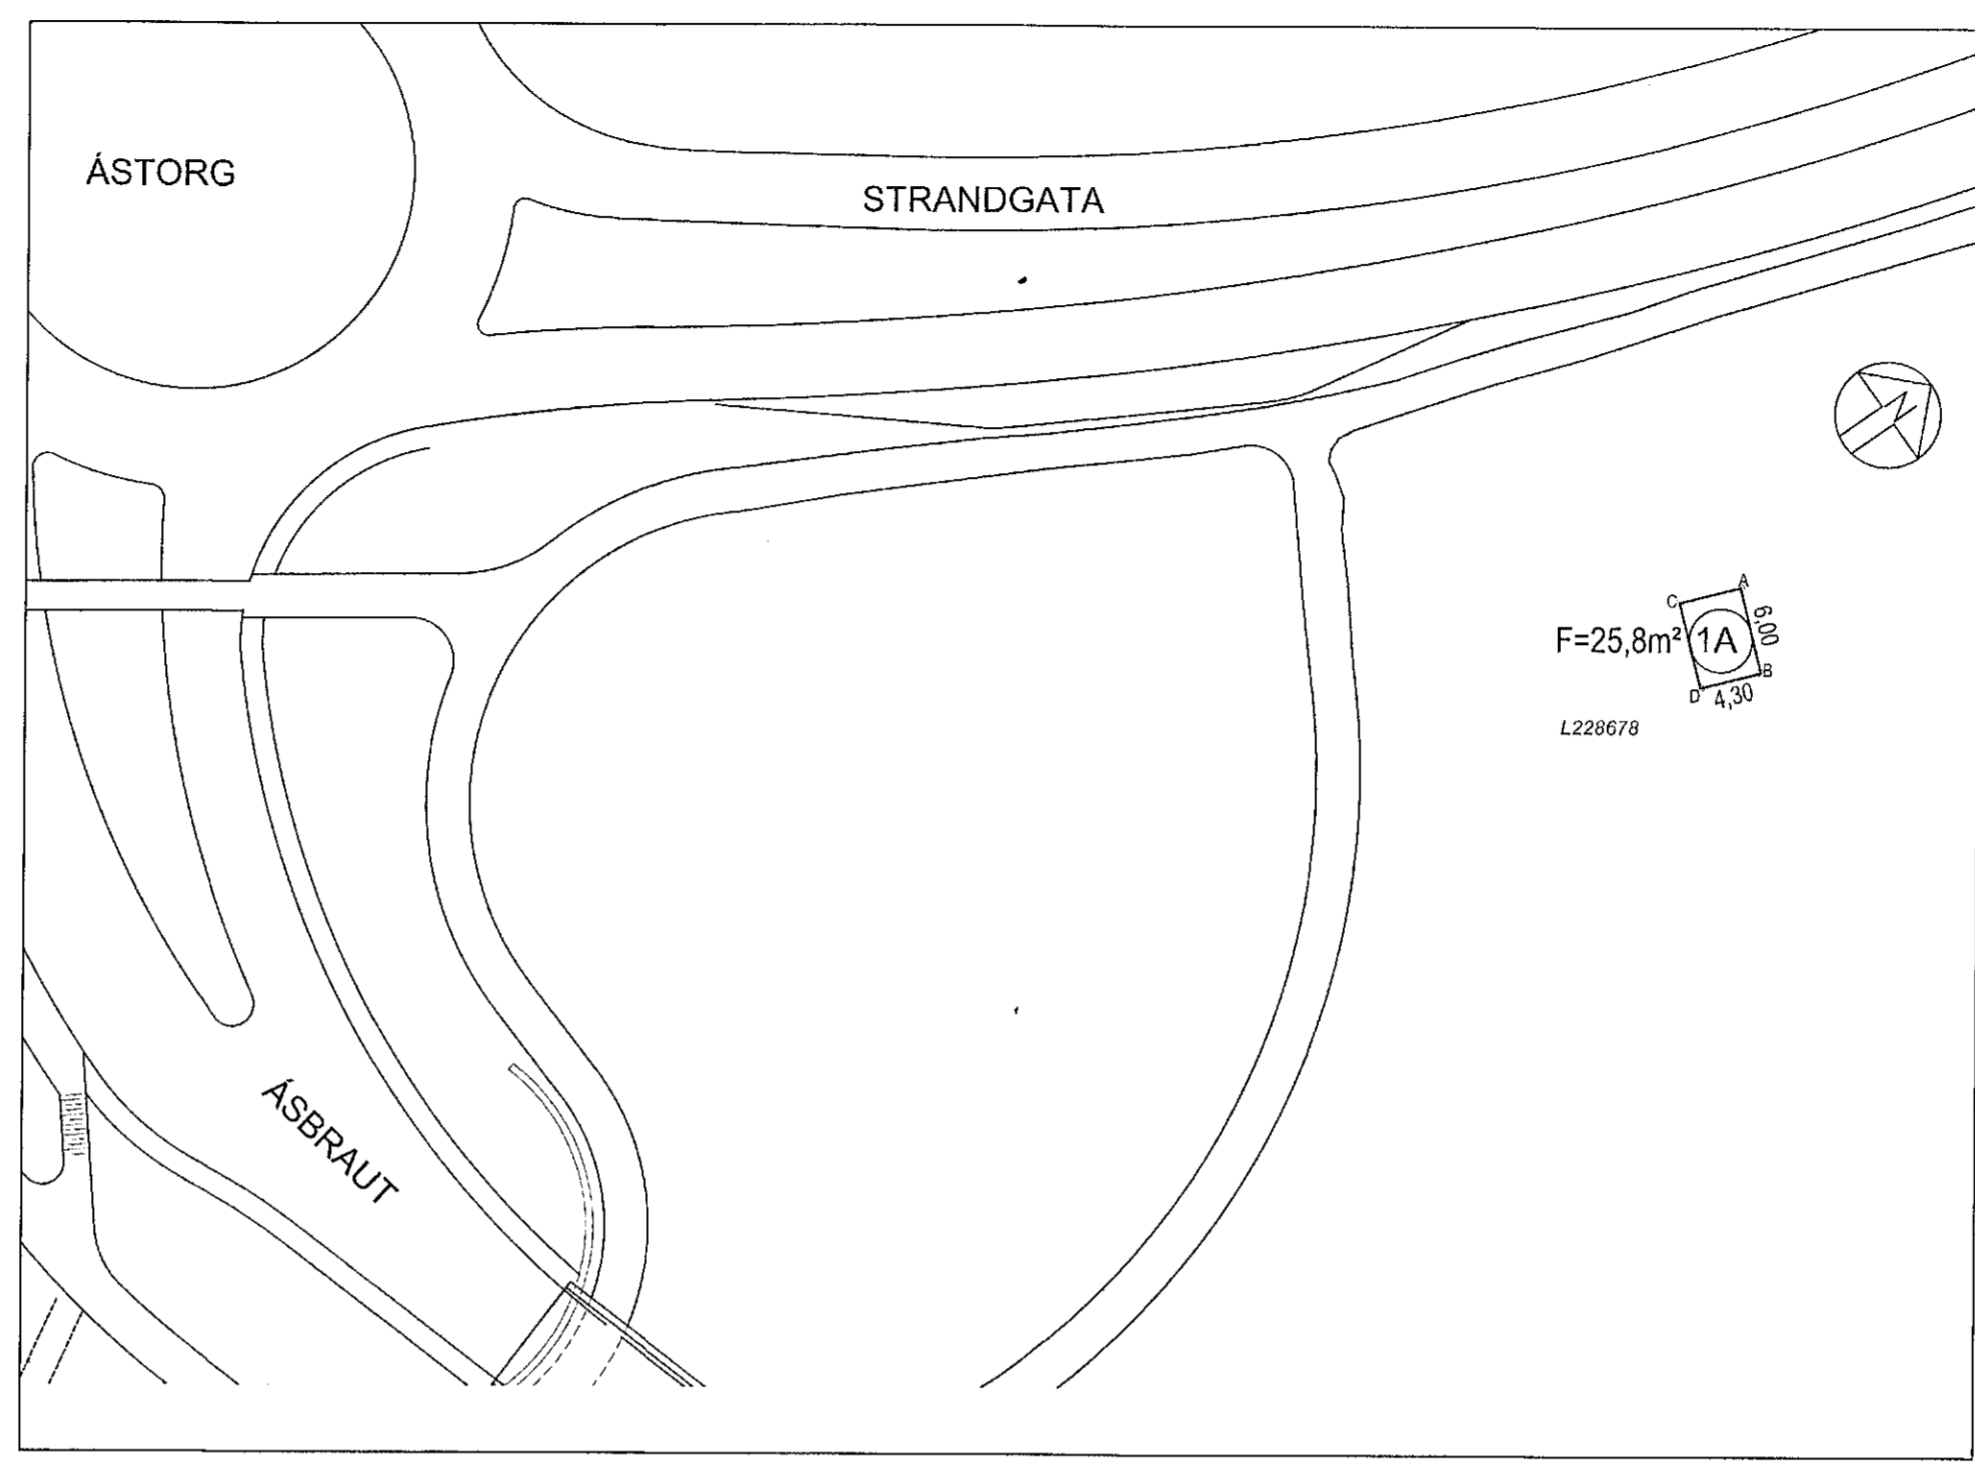 ÁSTORG
STRANDGATA
N
A
C
6,00
F=25,8m² 1A
B
D
4,30
L228678
ÁSBRAUT